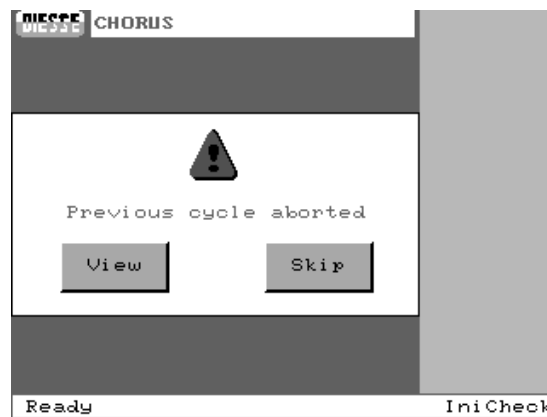 DIESSE CHORUS
Previous cycle aborted
View Skip
Ready IniCheck